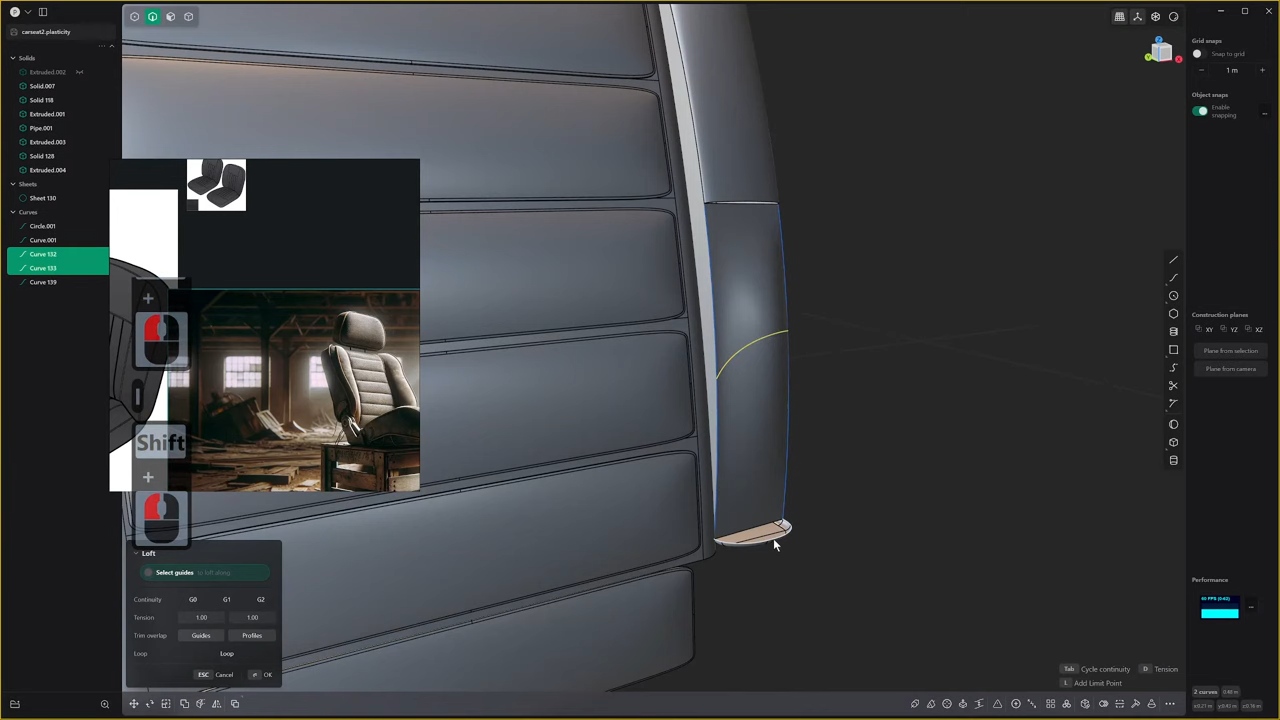 carseat2.plasticity
Solids
Extruded.002
Solid.007
Solid 118
Extruded.001
Pipe.001
Extruded.003
Solid 128
Extruded.004
Sheets
Sheet 130
Curves
Circle.001
Curve.001
Curve 132
Curve 133
Curve 139
+
Shift
+
Loft
Select guides to loft along
Continuity G0 G1 G2
Tension 1.00 1.00
Trim overlap Guides Profiles
Loop Loop
ESC Cancel OK
Grid snaps
Snap to grid
1 m
Object snaps
Enable
snapping
Construction planes
XY YZ XZ
Plane from selection
Plane from camera
Performance
Tab Cycle continuity D Tension
L Add Limit Point
2 curves